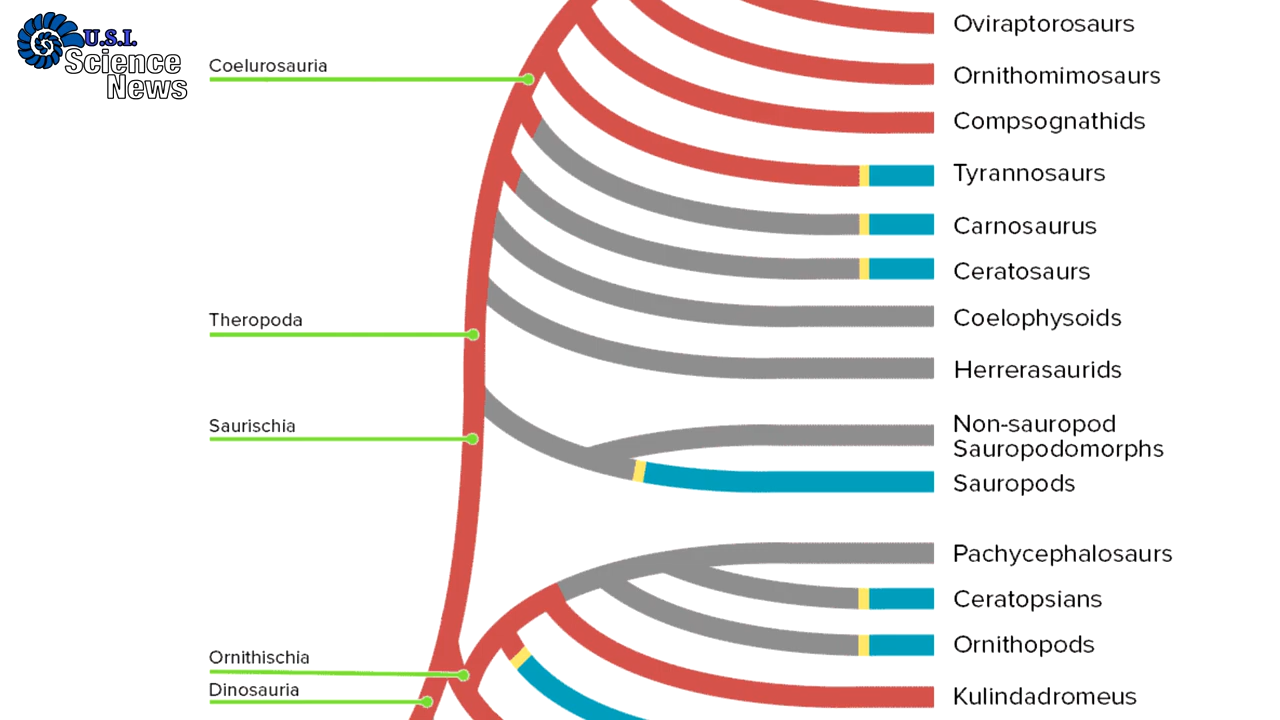 U.S.I.
Science
News
Coelurosauria
Theropoda
Saurischia
Ornithischia
Dinosauria
Oviraptorosaurs
Ornithomimosaurs
Compsognathids
Tyrannosaurs
Carnosaurus
Ceratosaurs
Coelophysoids
Herrerasaurids
Non-sauropod
Sauropodomorphs
Sauropods
Pachycephalosaurs
Ceratopsians
Ornithopods
Kulindadromeus